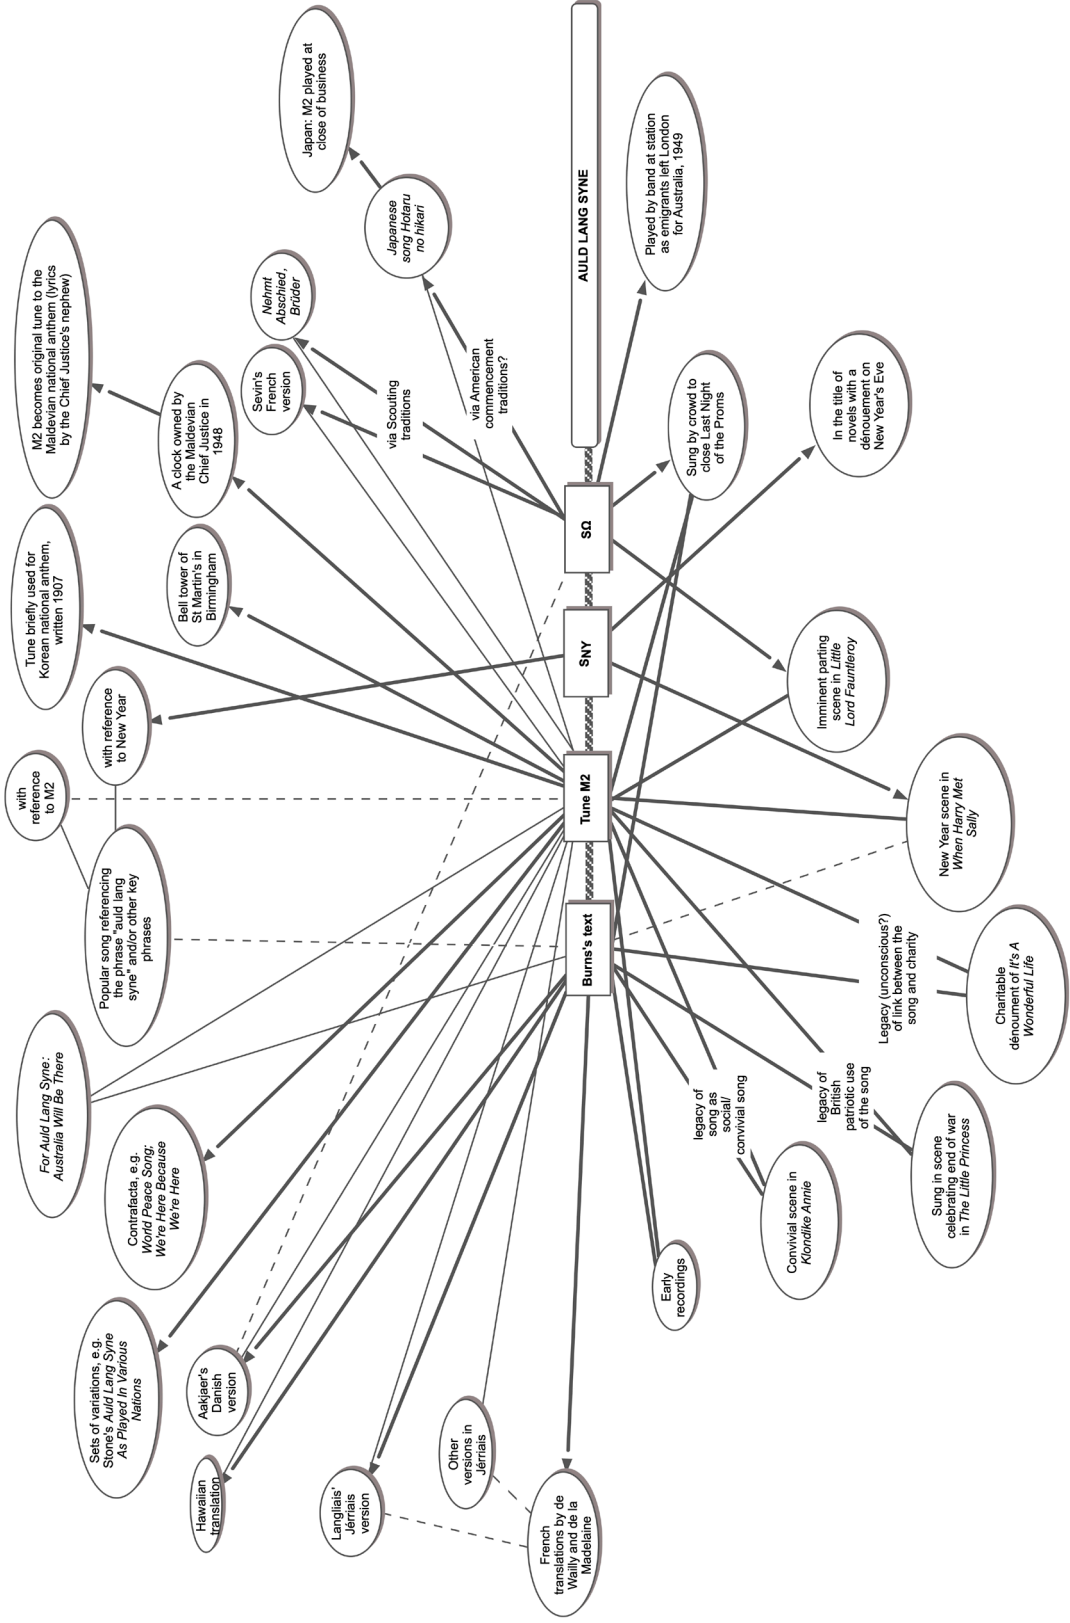 Sets of variations, e.g.
Stone's Auld Lang Syne
As Played In Various
Nations
Contrafacta, e.g.
World Peace Song;
We're Here Because
We're Here
For Auld Lang Syne:
Australia Will Be There
Popular song referencing
the phrase "auld lang
syne" and/or other key
phrases
with
reference
to M2
with reference
to New Year
Tune briefly used for
Korean national anthem,
written 1907
M2 becomes original tune to the
Maldevian national anthem (lyrics
by the Chief Justice's nephew)
Hawaiian
translation
Aakjaer's
Danish
version
Bell tower of
St Martin's in
Birmingham
A clock owned by
the Maldevian
Chief Justice in
1948
Sevin's
French
version
Nehmt
Abschied,
Brüder
Japan: M2 played at
close of business
Langliais'
Jèrriais
version
Japanese
song Hotaru
no hikari
via Scouting
traditions
Other
versions in
Jèrriais
via American
commencement
traditions?
French
translations by de
Wailly and de la
Madelaine
Burns's text
Tune M2
SNY
SΩ
AULD LANG SYNE
Early
recordings
legacy of
song as
social/
convivial song
Sung by crowd to
close Last Night
of the Proms
Played by band at station
as emigrants left London
for Australia, 1949
Convivial scene in
Klondike Annie
legacy of
British
patriotic use
of the song
Imminent parting
scene in Little
Lord Fauntleroy
In the title of
novels with a
dénouement on
New Year's Eve
Legacy (unconscious?)
of link between the
song and charity
Sung in scene
celebrating end of war
in The Little Princess
New Year scene in
When Harry Met
Sally
Charitable
dénoument of It's A
Wonderful Life